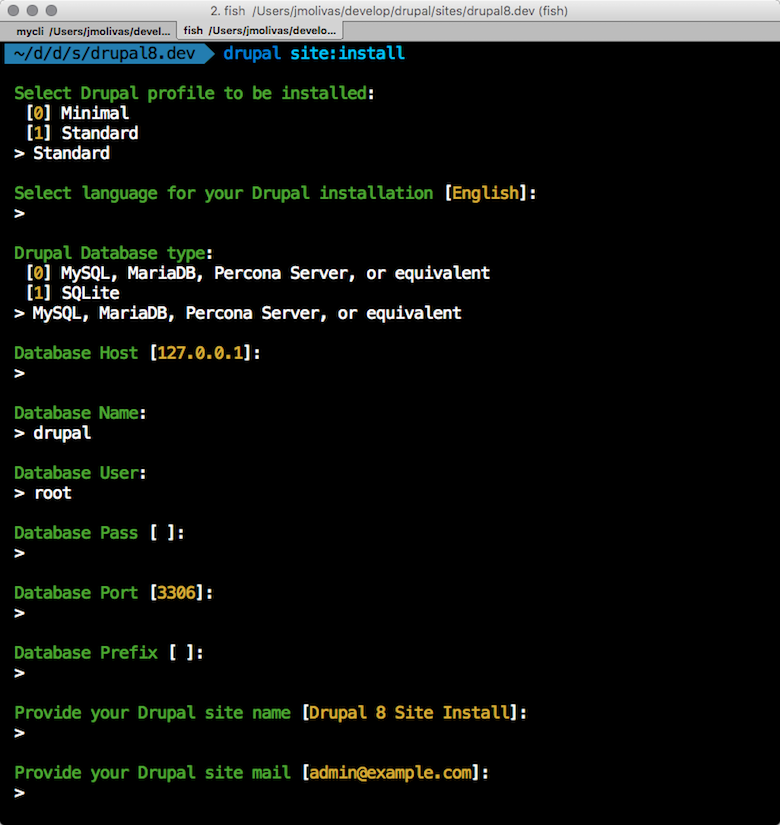 2. fish /Users/jmolivas/develop/drupal/sites/drupal8.dev (fish)
mycli /Users/jmolivas/devel... fish /Users/jmolivas/develo...
~/d/d/s/drupal8.dev drupal site:install
Select Drupal profile to be installed:
[0] Minimal
[1] Standard
> Standard
Select language for your Drupal installation [English]:
>
Drupal Database type:
[0] MySQL, MariaDB, Percona Server, or equivalent
[1] SQLite
> MySQL, MariaDB, Percona Server, or equivalent
Database Host [127.0.0.1]:
>
Database Name:
> drupal
Database User:
> root
Database Pass [ ]:
>
Database Port [3306]:
>
Database Prefix [ ]:
>
Provide your Drupal site name [Drupal 8 Site Install]:
>
Provide your Drupal site mail [admin@example.com]:
>